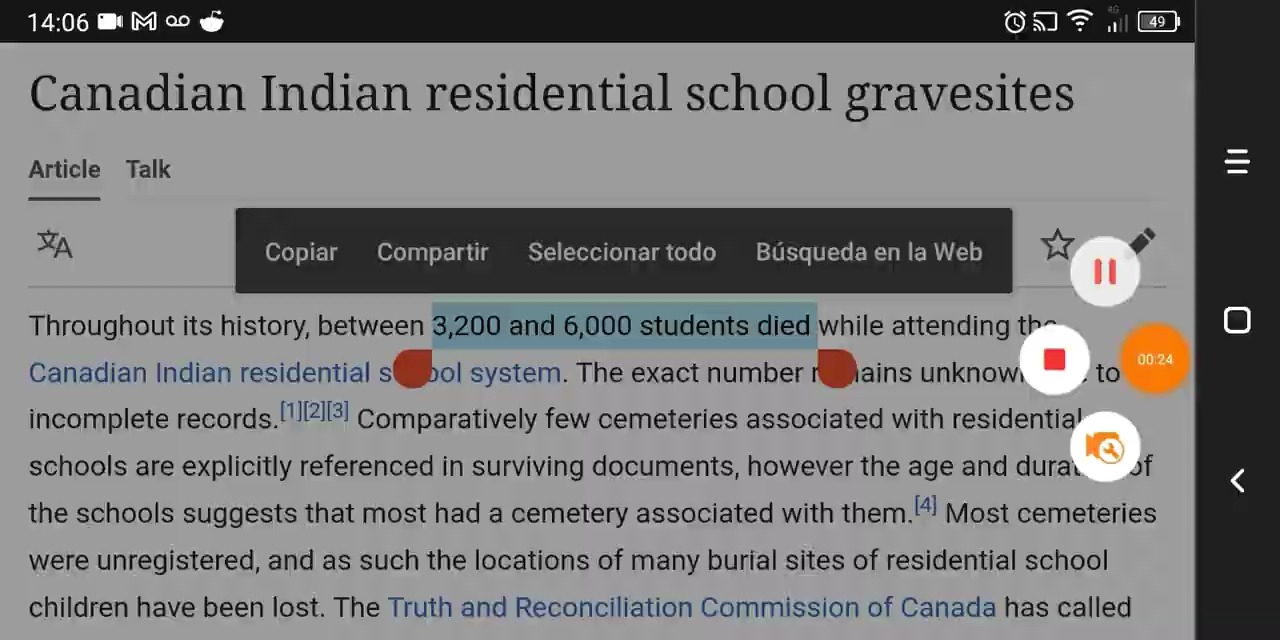 14:06
4G
49
Canadian Indian residential school gravesites
Article Talk
Copiar Compartir Seleccionar todo Búsqueda en la Web
Throughout its history, between 3,200 and 6,000 students died while attending the
Canadian Indian residential school system. The exact number remains unknown to
00:24
incomplete records.[1][2][3] Comparatively few cemeteries associated with residential
schools are explicitly referenced in surviving documents, however the age and duration of
the schools suggests that most had a cemetery associated with them.[4] Most cemeteries
were unregistered, and as such the locations of many burial sites of residential school
children have been lost. The Truth and Reconciliation Commission of Canada has called